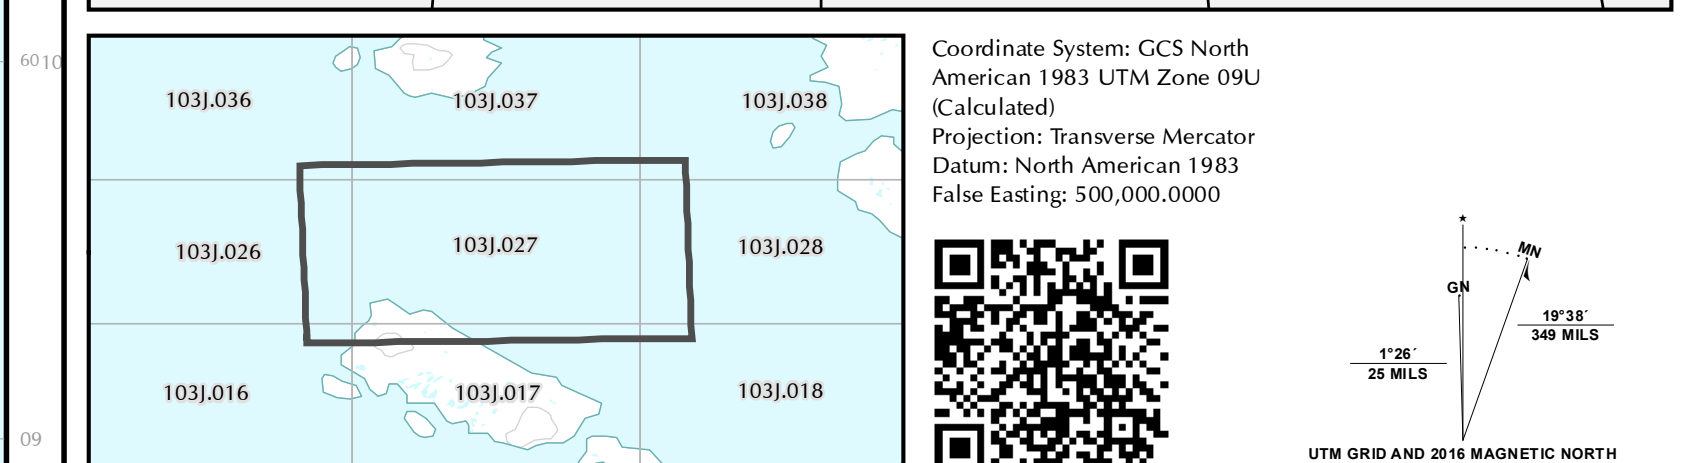 6010
09
103J.036
103J.037
103J.038
103J.026
103J.027
103J.028
103J.016
103J.017
103J.018
Coordinate System: GCS North
American 1983 UTM Zone 09U
(Calculated)
Projection: Transverse Mercator
Datum: North American 1983
False Easting: 500,000.0000
MN
GN
19°38´
349 MILS
1°26´
25 MILS
UTM GRID AND 2016 MAGNETIC NORTH